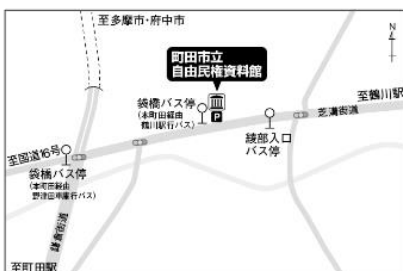 至多摩市・府中市
N
町田市立
自由民権資料館
至鶴川駅
芝溝街道
袋橋バス停
(本町田経由
鶴川駅行バス)
P
綾部入口
バス停
至国道16号
袋橋バス停
(本町田経由
野津田車庫行バス)
鎌倉街道
至町田駅